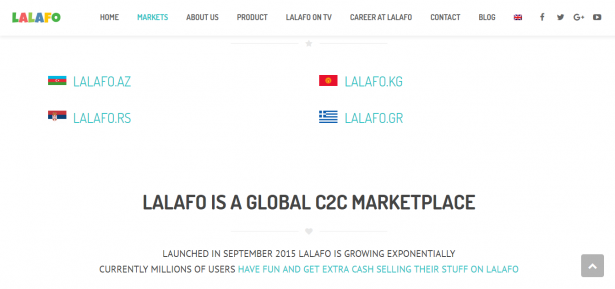 LALAFO HOME MARKETS ABOUT US PRODUCT LALAFO ON TV CAREER AT LALAFO CONTACT BLOG
LALAFO.AZ LALAFO.KG
LALAFO.RS LALAFO.GR
LALAFO IS A GLOBAL C2C MARKETPLACE
LAUNCHED IN SEPTEMBER 2015 LALAFO IS GROWING EXPONENTIALLY
CURRENTLY MILLIONS OF USERS HAVE FUN AND GET EXTRA CASH SELLING THEIR STUFF ON LALAFO